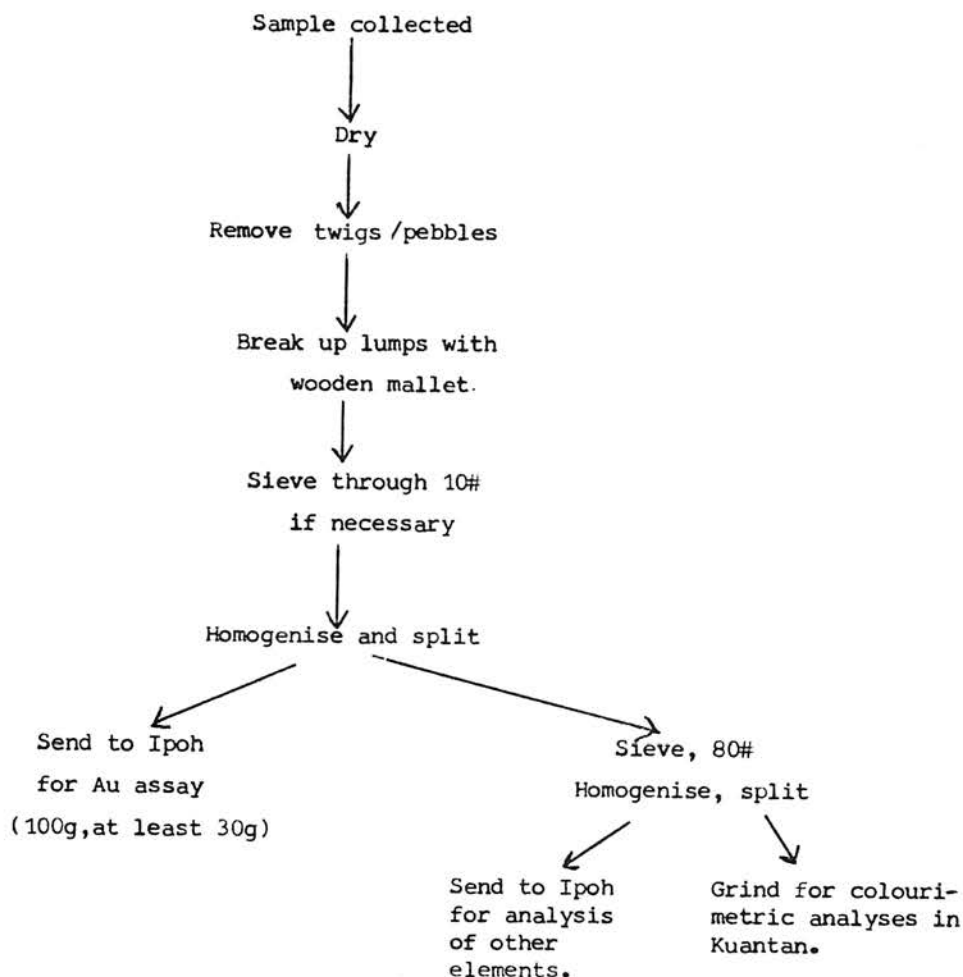 Sample collected
Dry
Remove twigs /pebbles
Break up lumps with
wooden mallet.
Sieve through 10#
if necessary
Homogenise and split
Send to Ipoh
for Au assay
(100g,at least 30g)
Sieve, 80#
Homogenise, split
Send to Ipoh
for analysis
of other
elements.
Grind for colouri-
metric analyses in
Kuantan.